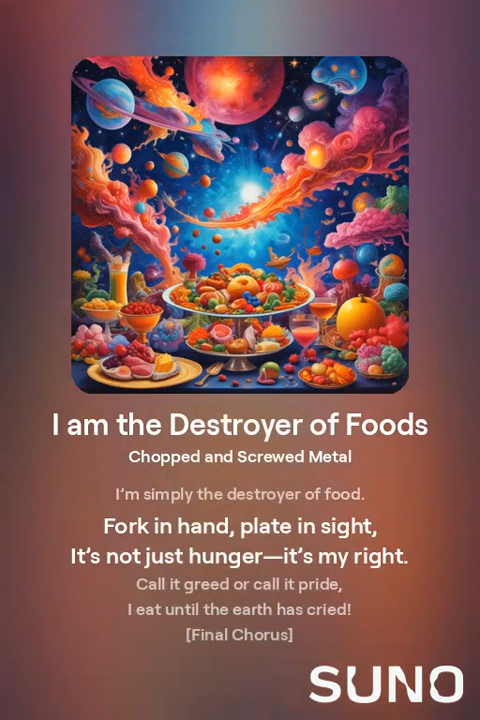 I am the Destroyer of Foods
Chopped and Screwed Metal
I'm simply the destroyer of food.
Fork in hand, plate in sight,
It's not just hunger—it's my right.
Call it greed or call it pride,
I eat until the earth has cried!
[Final Chorus]
SUNO